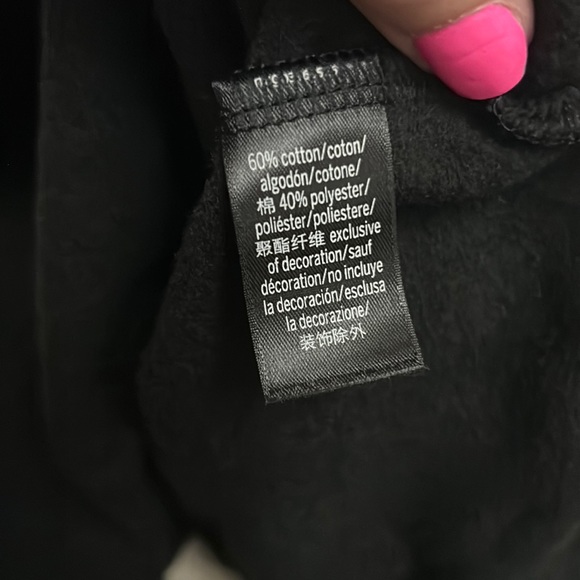 60% cotton/coton/
algodón/cotone/
棉 40% polyester/
poliéster/poliestere/
聚酯纤维 exclusive
of decoration/sauf
décoration/no incluye
la decoración/esclusa
la decorazione/
装饰除外